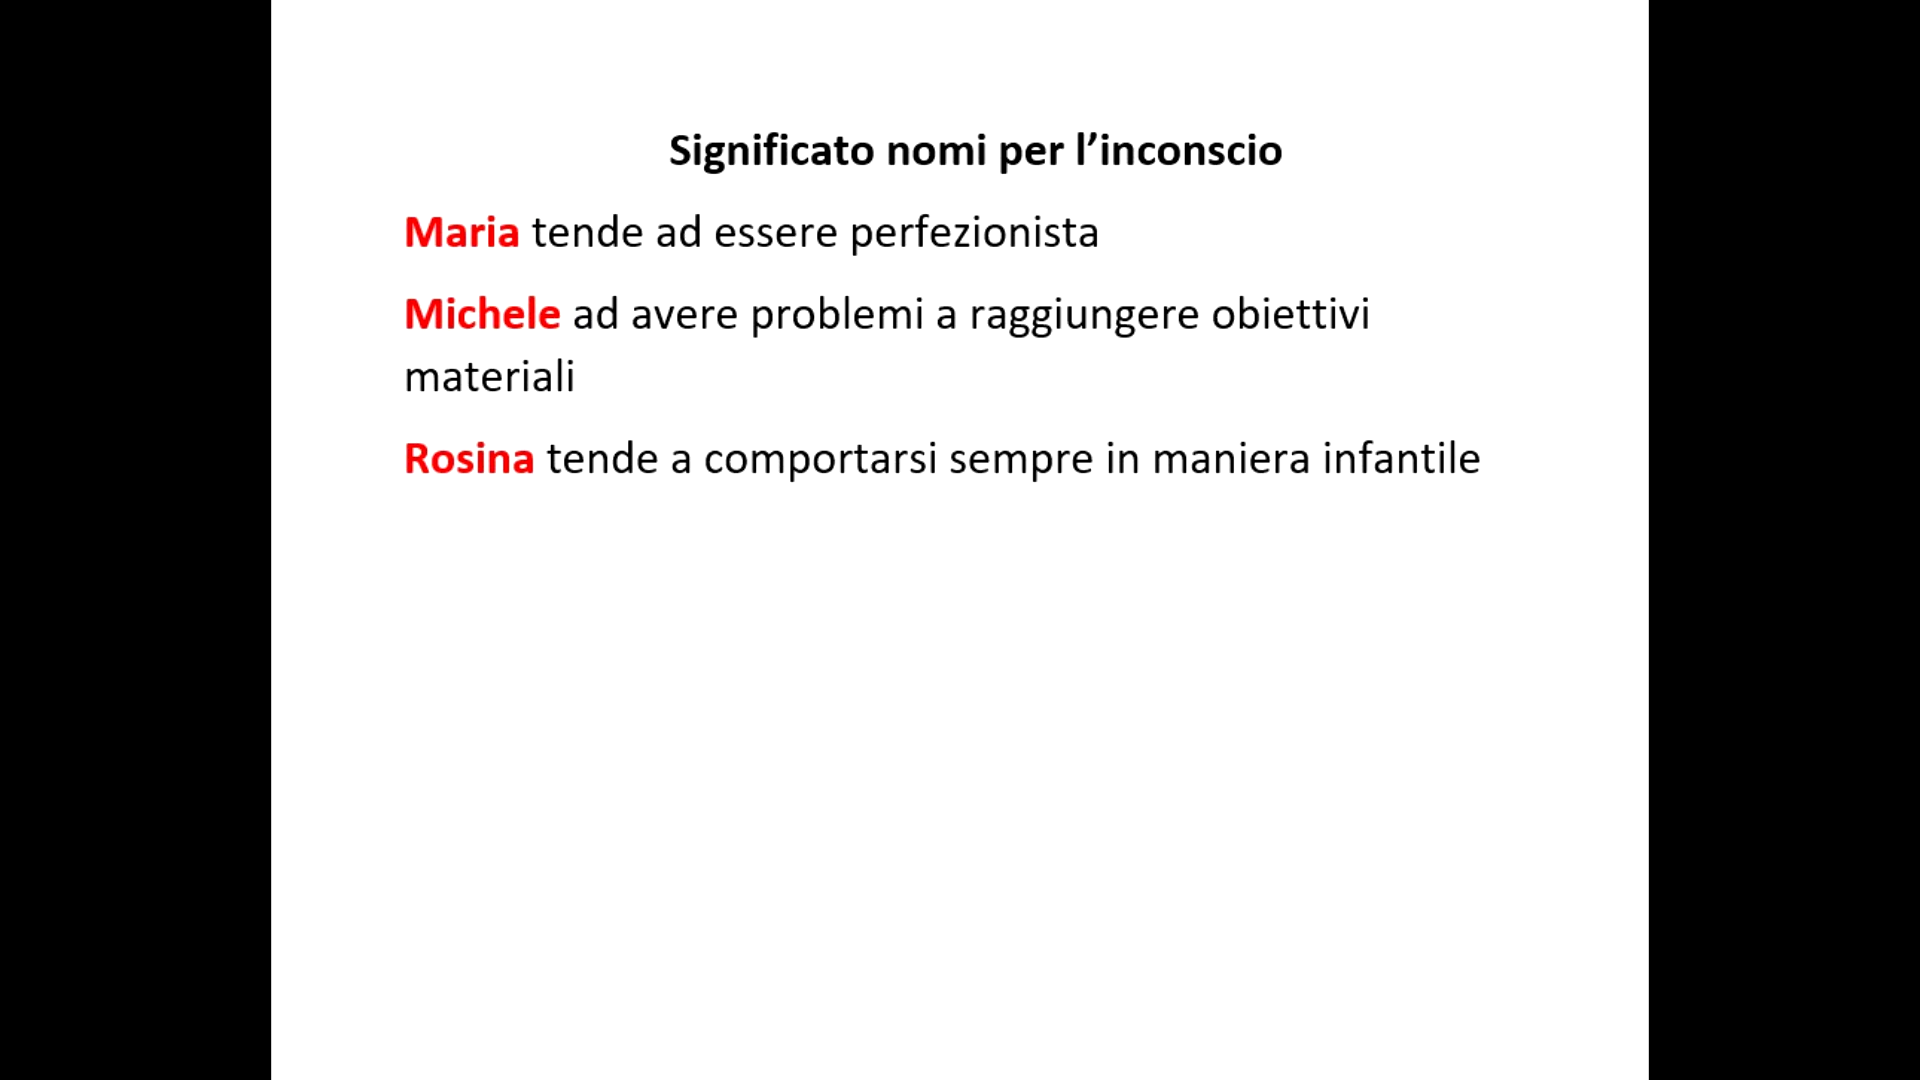 Significato nomi per l’inconscio
Maria tende ad essere perfezionista
Michele ad avere problemi a raggiungere obiettivi
materiali
Rosina tende a comportarsi sempre in maniera infantile